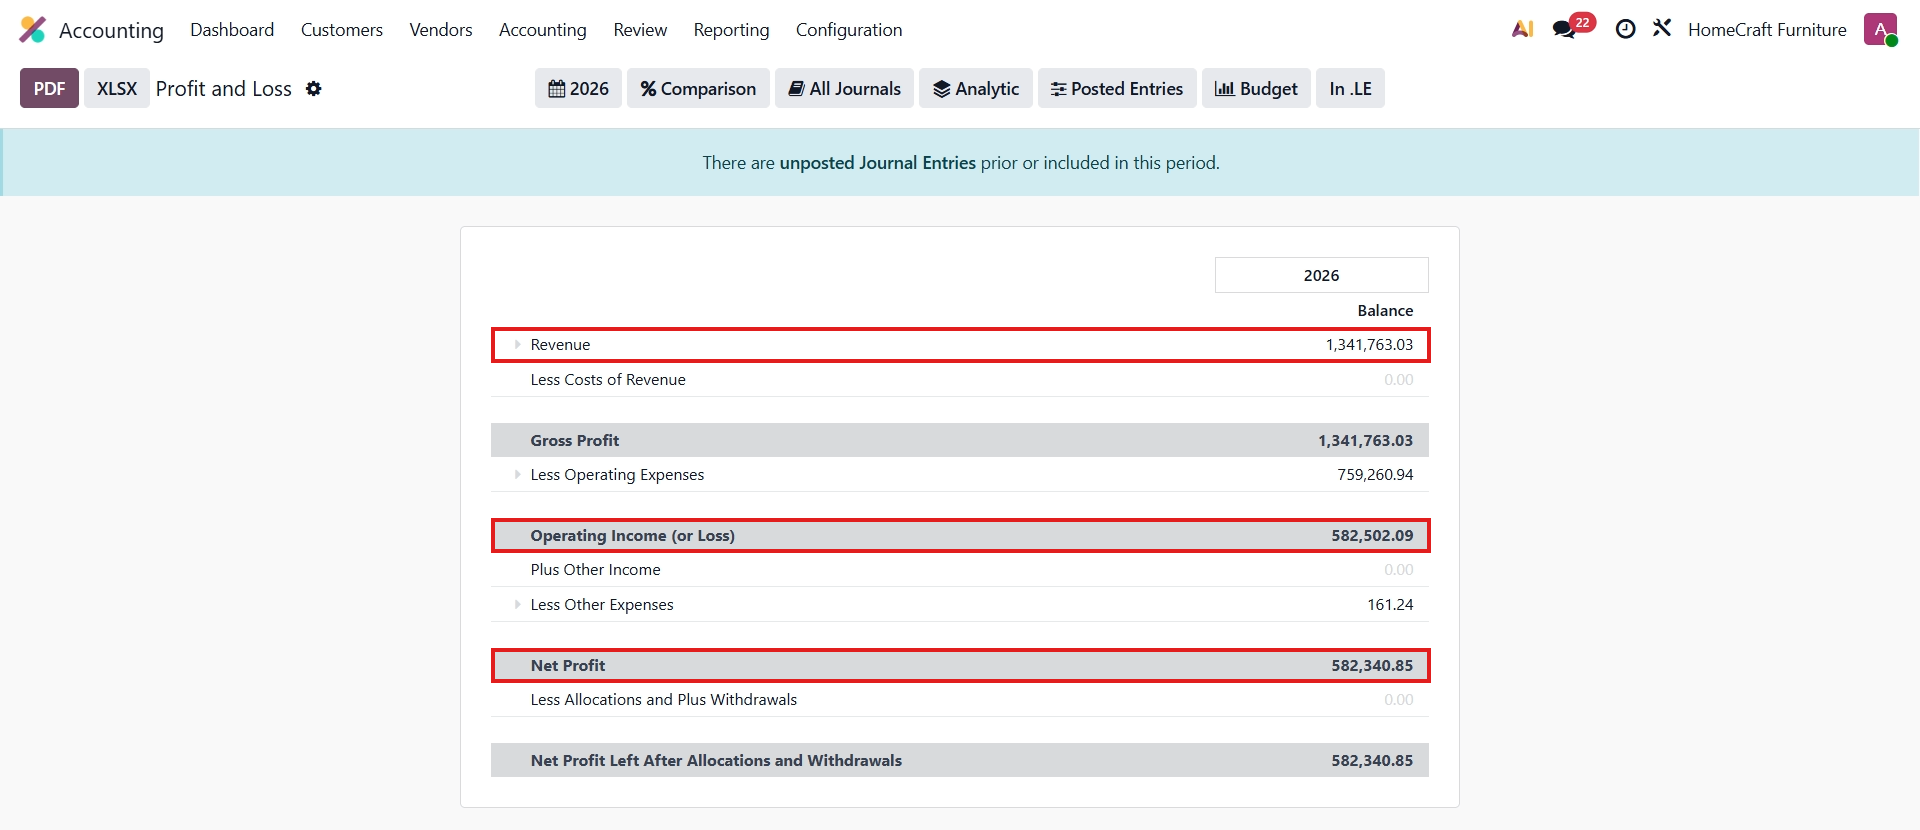 Accounting Dashboard Customers Vendors Accounting Review Reporting Configuration AI 22 HomeCraft Furniture A
PDF XLSX Profit and Loss 2026 % Comparison All Journals Analytic Posted Entries Budget In .LE
There are unposted Journal Entries prior or included in this period.
2026
Balance
Revenue 1,341,763.03
Less Costs of Revenue 0.00
Gross Profit 1,341,763.03
Less Operating Expenses 759,260.94
Operating Income (or Loss) 582,502.09
Plus Other Income 0.00
Less Other Expenses 161.24
Net Profit 582,340.85
Less Allocations and Plus Withdrawals 0.00
Net Profit Left After Allocations and Withdrawals 582,340.85